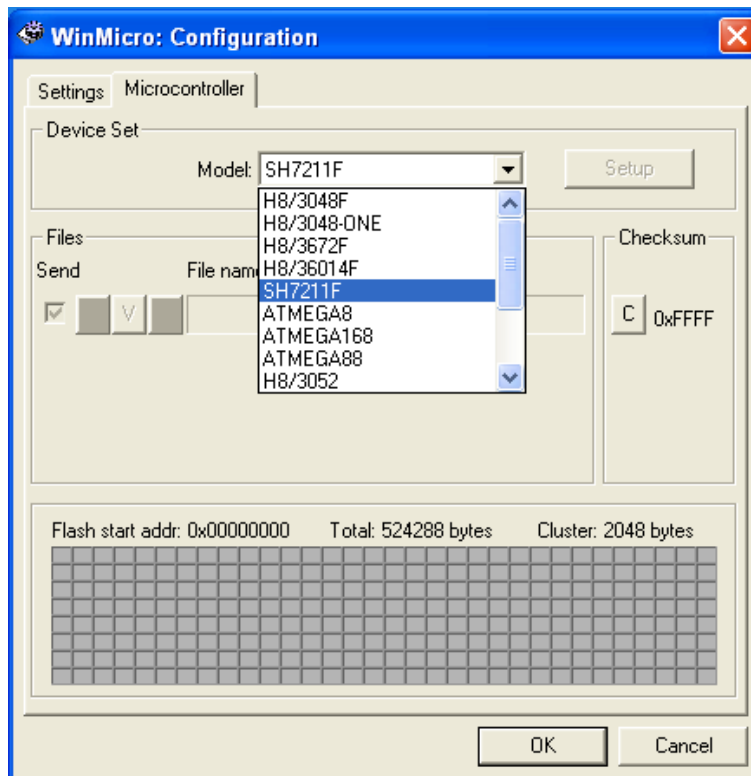 WinMicro: Configuration
Settings Microcontroller
Device Set
Model: SH7211F Setup
H8/3048F
H8/3048-ONE
H8/3672F
H8/36014F
SH7211F
ATMEGA8
ATMEGA168
ATMEGA88
H8/3052
Files
Send File nam
V
Checksum
C 0xFFFF
Flash start addr: 0x00000000 Total: 524288 bytes Cluster: 2048 bytes
OK Cancel